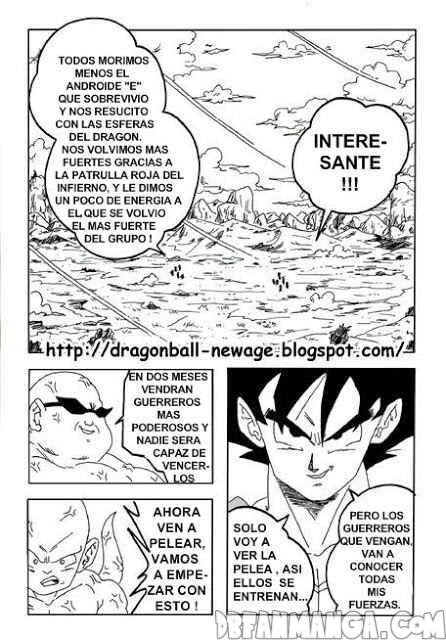 TODOS MORIMOS
MENOS EL
ANDROIDE "E"
QUE SOBREVIVIO
Y NOS RESUCITO
CON LAS ESFERAS
DEL DRAGON.
NOS VOLVIMOS MAS
FUERTES GRACIAS A
LA PATRULLA ROJA DEL
INFIERNO, Y LE DIMOS
UN POCO DE ENERGIA A
EL QUE SE VOLVIO
EL MAS FUERTE
DEL GRUPO !
INTERE-
SANTE
!!!
http://dragonball-newage.blogspot.com/
EN DOS MESES
VENDRAN
GUERREROS
MAS
PODEROSOS Y
NADIE SERA
CAPAZ DE
VENCER-
LOS
PERO LOS
GUERREROS
QUE VENGAN,
VAN A
CONOCER
TODAS
MIS
FUERZAS.
SOLO
VOY A
VER LA
PELEA , ASI
ELLOS SE
ENTRENAN...
AHORA
VEN A
PELEAR,
VAMOS
A EMPE-
ZAR CON
ESTO !
DBFANMANGA.COM